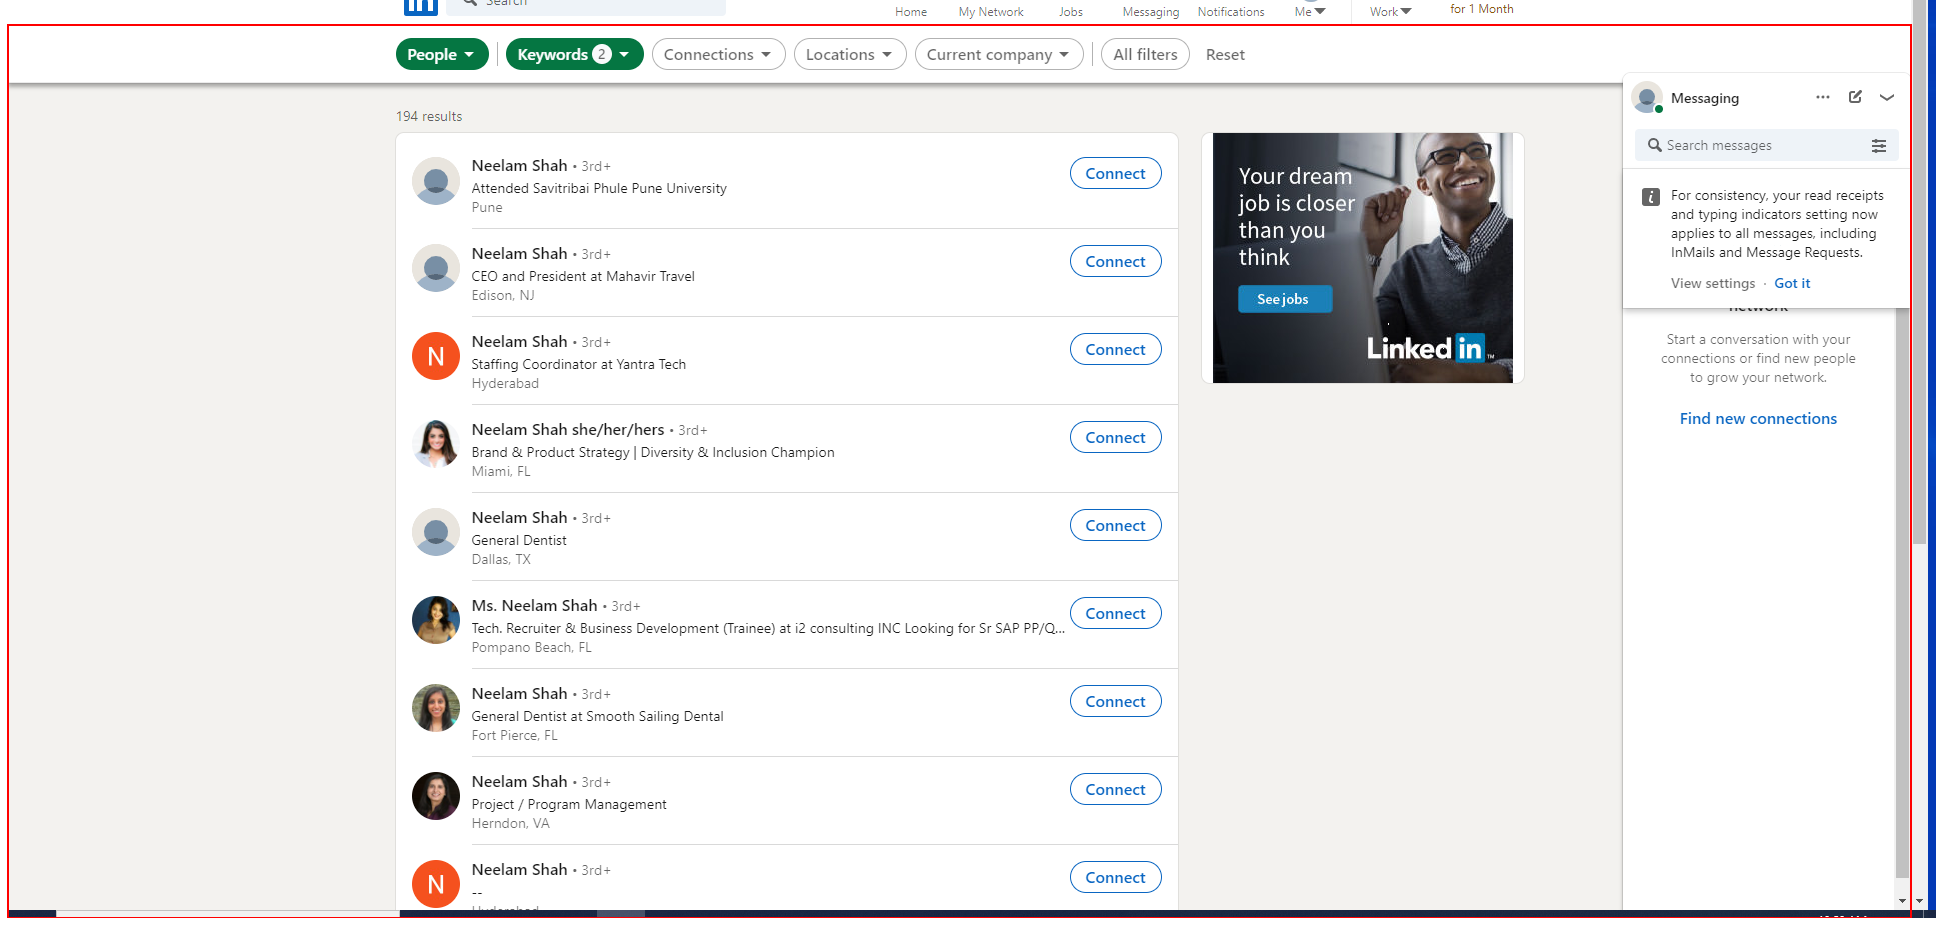 in Search
Home My Network Jobs Messaging Notifications Me Work for 1 Month
People Keywords 2 Connections Locations Current company All filters Reset
194 results
Neelam Shah • 3rd+
Attended Savitribai Phule Pune University
Pune
Connect
Neelam Shah • 3rd+
CEO and President at Mahavir Travel
Edison, NJ
Connect
N
Neelam Shah • 3rd+
Staffing Coordinator at Yantra Tech
Hyderabad
Connect
Neelam Shah she/her/hers • 3rd+
Brand & Product Strategy | Diversity & Inclusion Champion
Miami, FL
Connect
Neelam Shah • 3rd+
General Dentist
Dallas, TX
Connect
Ms. Neelam Shah • 3rd+
Tech. Recruiter & Business Development (Trainee) at i2 consulting INC Looking for Sr SAP PP/Q...
Pompano Beach, FL
Connect
Neelam Shah • 3rd+
General Dentist at Smooth Sailing Dental
Fort Pierce, FL
Connect
Neelam Shah • 3rd+
Project / Program Management
Herndon, VA
Connect
N
Neelam Shah • 3rd+
--
Hyderabad
Connect
Your dream
job is closer
than you
think
See jobs
Linked in ™
Messaging
Search messages
i
For consistency, your read receipts
and typing indicators setting now
applies to all messages, including
InMails and Message Requests.
View settings · Got it
network
Start a conversation with your
connections or find new people
to grow your network.
Find new connections